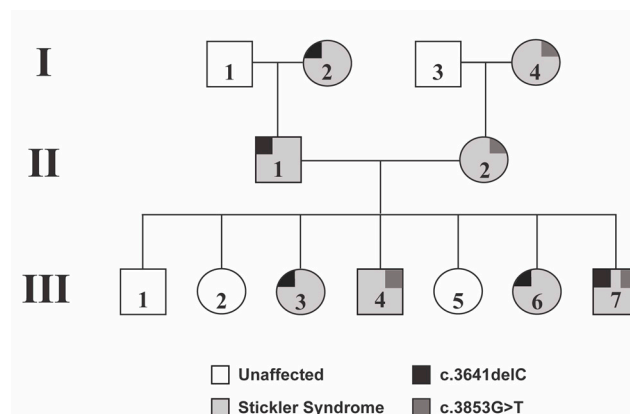 I
1
2
3
4
II
1
2
III
1
2
3
4
5
6
7
Unaffected
c.3641delC
Stickler Syndrome
c.3853G>T